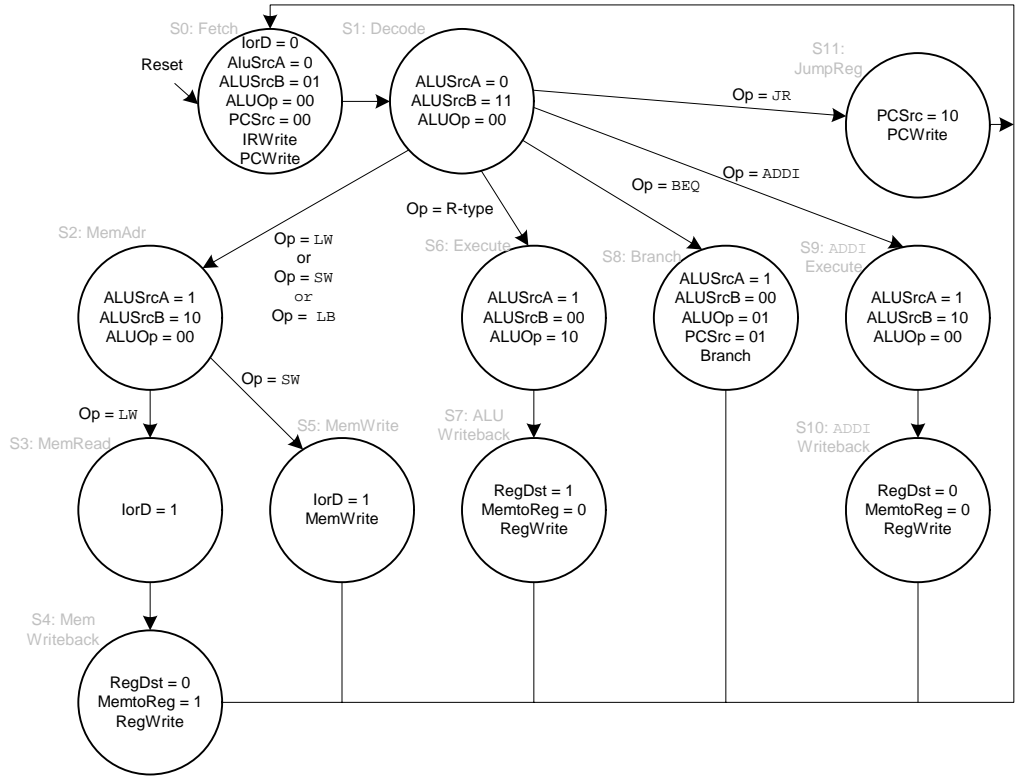 S0: Fetch
IorD = 0
AluSrcA = 0
ALUSrcB = 01
ALUOp = 00
PCSrc = 00
IRWrite
PCWrite
Reset
S1: Decode
ALUSrcA = 0
ALUSrcB = 11
ALUOp = 00
S11:
JumpReg
Op = JR
PCSrc = 10
PCWrite
Op = ADDI
Op = BEQ
Op = R-type
Op = LW
or
Op = SW
or
Op = LB
S2: MemAdr
ALUSrcA = 1
ALUSrcB = 10
ALUOp = 00
S6: Execute
ALUSrcA = 1
ALUSrcB = 00
ALUOp = 10
S8: Branch
ALUSrcA = 1
ALUSrcB = 00
ALUOp = 01
PCSrc = 01
Branch
S9: ADDI
Execute
ALUSrcA = 1
ALUSrcB = 10
ALUOp = 00
Op = SW
Op = LW
S3: MemRead
IorD = 1
S5: MemWrite
IorD = 1
MemWrite
S7: ALU
Writeback
RegDst = 1
MemtoReg = 0
RegWrite
S10: ADDI
Writeback
RegDst = 0
MemtoReg = 0
RegWrite
S4: Mem
Writeback
RegDst = 0
MemtoReg = 1
RegWrite